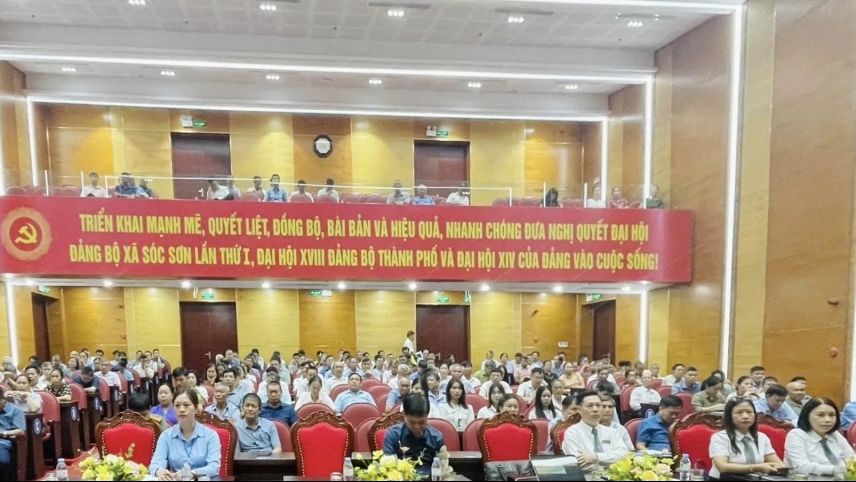 TRIỂN KHAI MẠNH MẼ, QUYẾT LIỆT, ĐỒNG BỘ, BÀI BẢN VÀ HIỆU QUẢ, NHANH CHÓNG ĐƯA NGHỊ QUYẾT ĐẠI HỘI
ĐẢNG BỘ XÃ SÓC SƠN LẦN THỨ I, ĐẠI HỘI XVIII ĐẢNG BỘ THÀNH PHỐ VÀ ĐẠI HỘI XIV CỦA ĐẢNG VÀO CUỘC SỐNG!